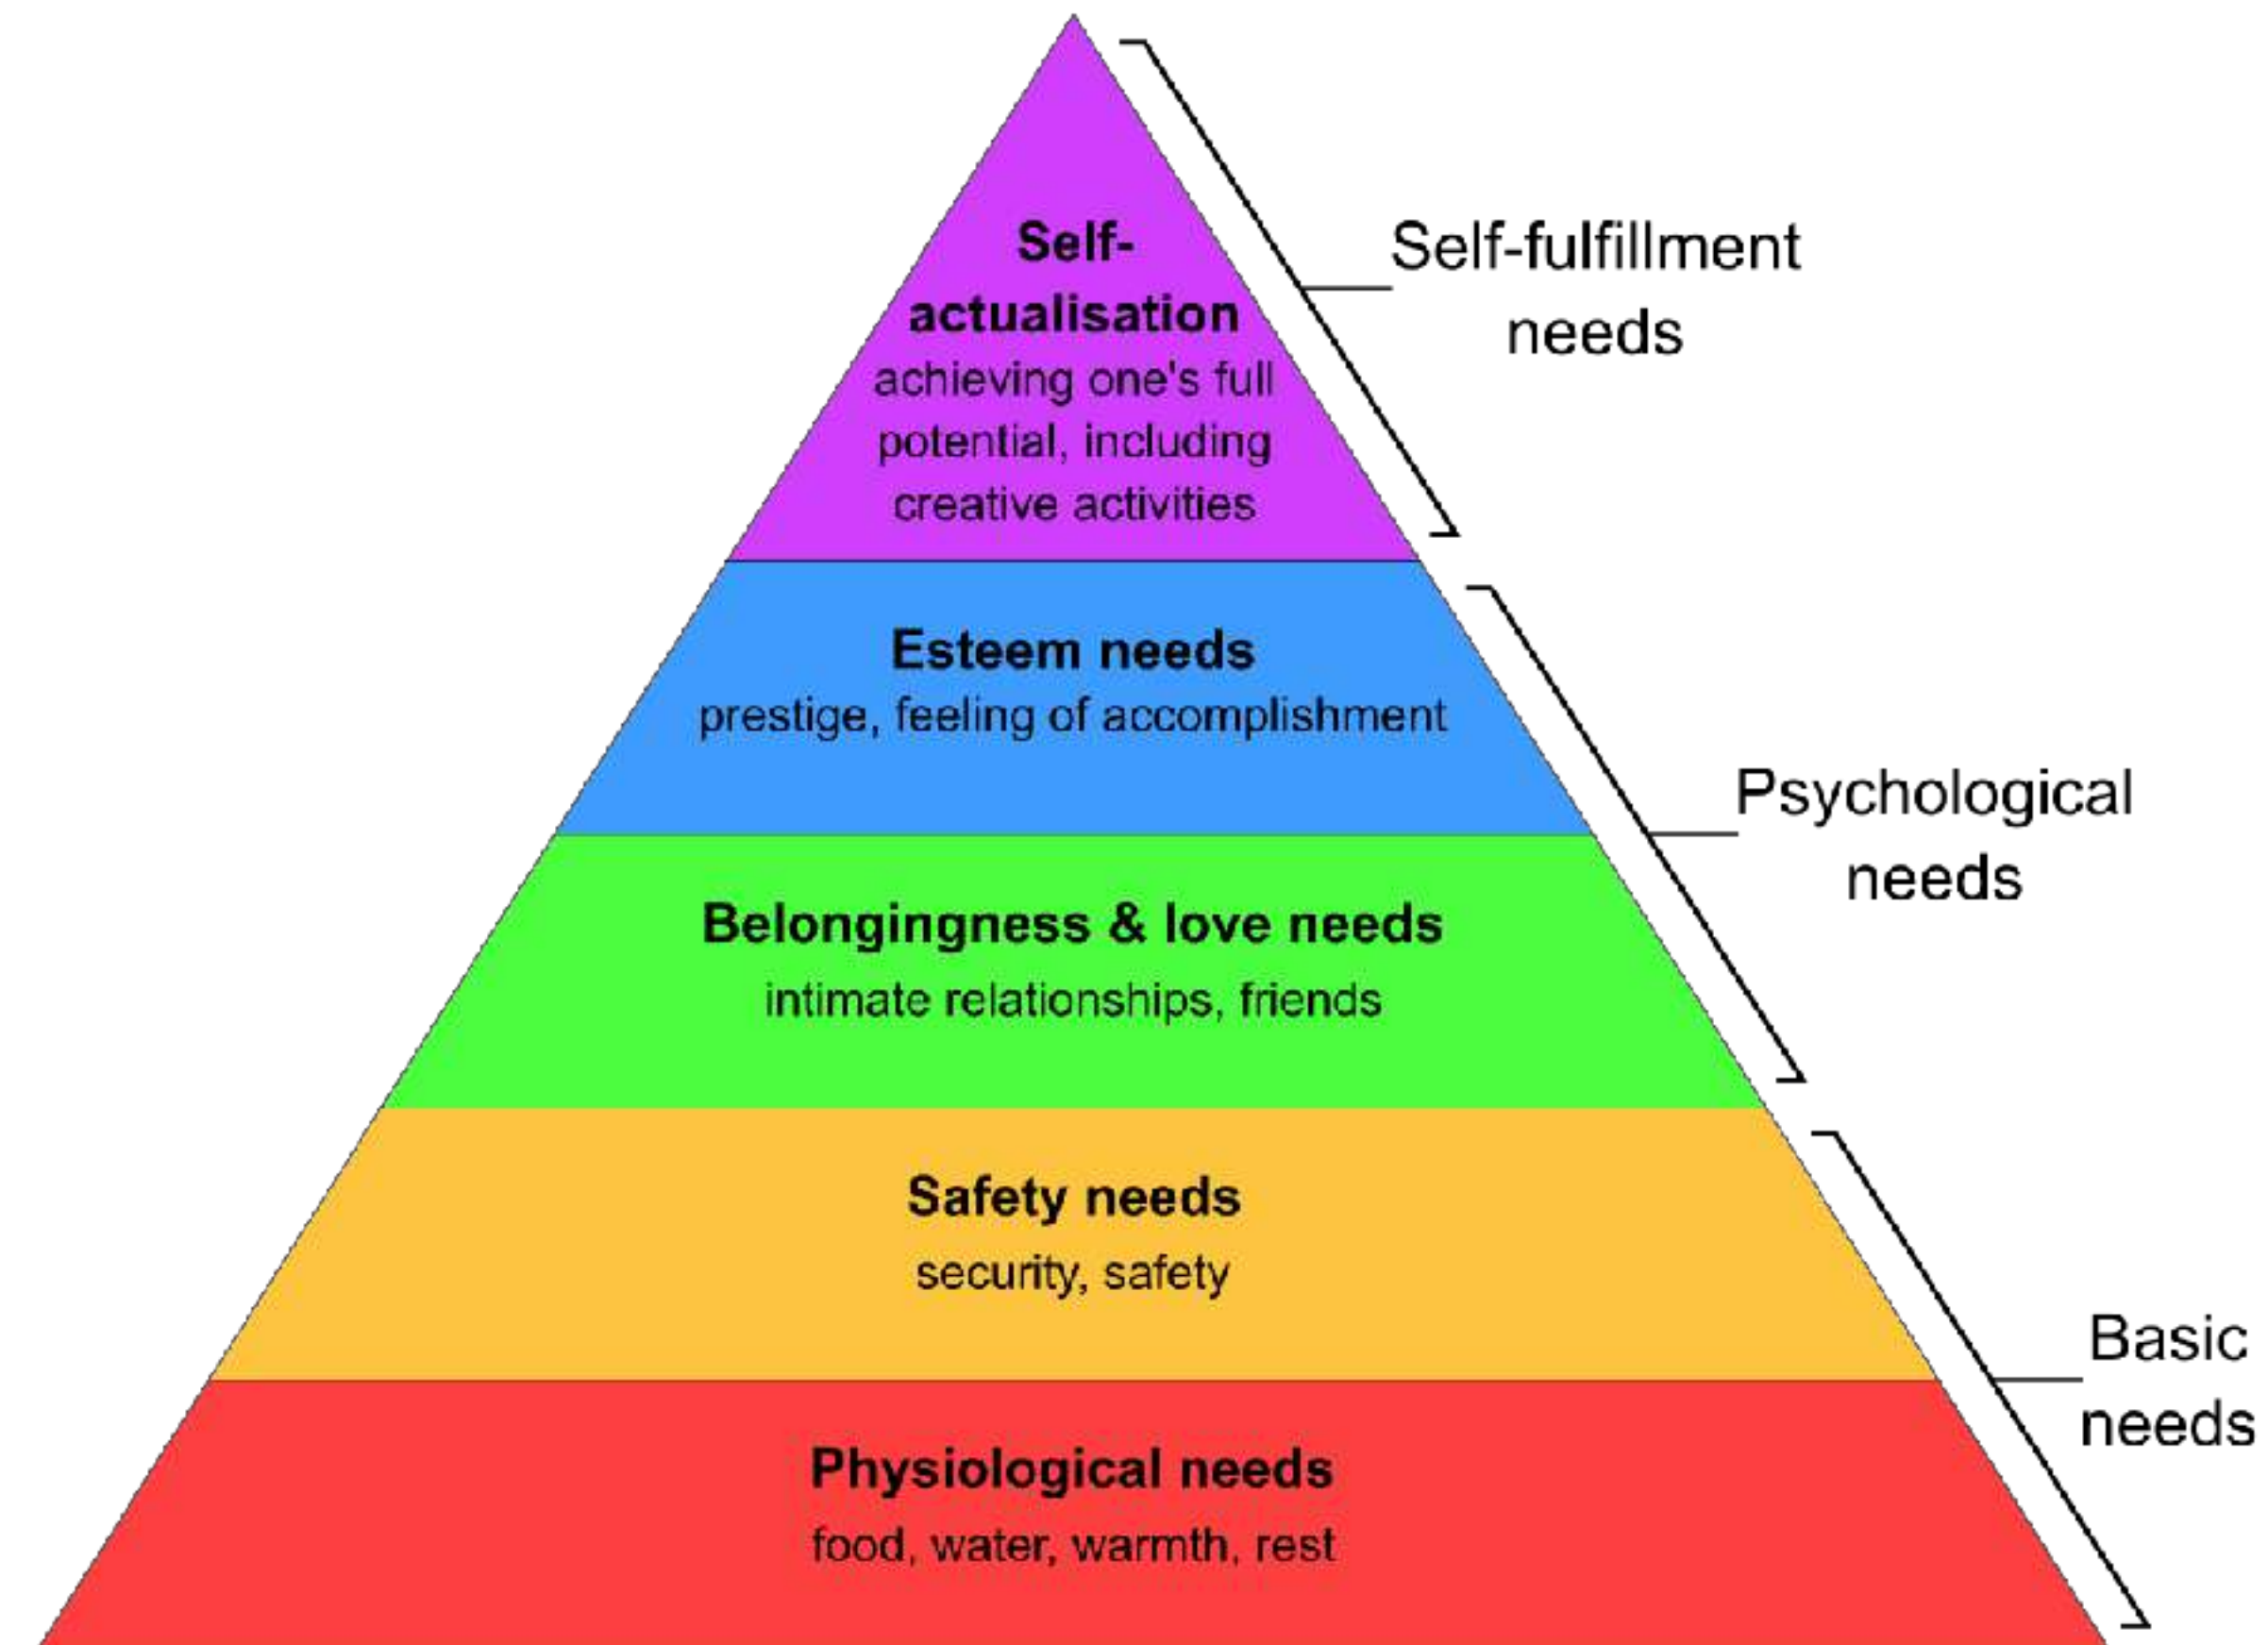 Self-
actualisation
achieving one's full
potential, including
creative activities
Self-fulfillment
needs
Esteem needs
prestige, feeling of accomplishment
Psychological
needs
Belongingness & love needs
intimate relationships, friends
Safety needs
security, safety
Basic
needs
Physiological needs
food, water, warmth, rest